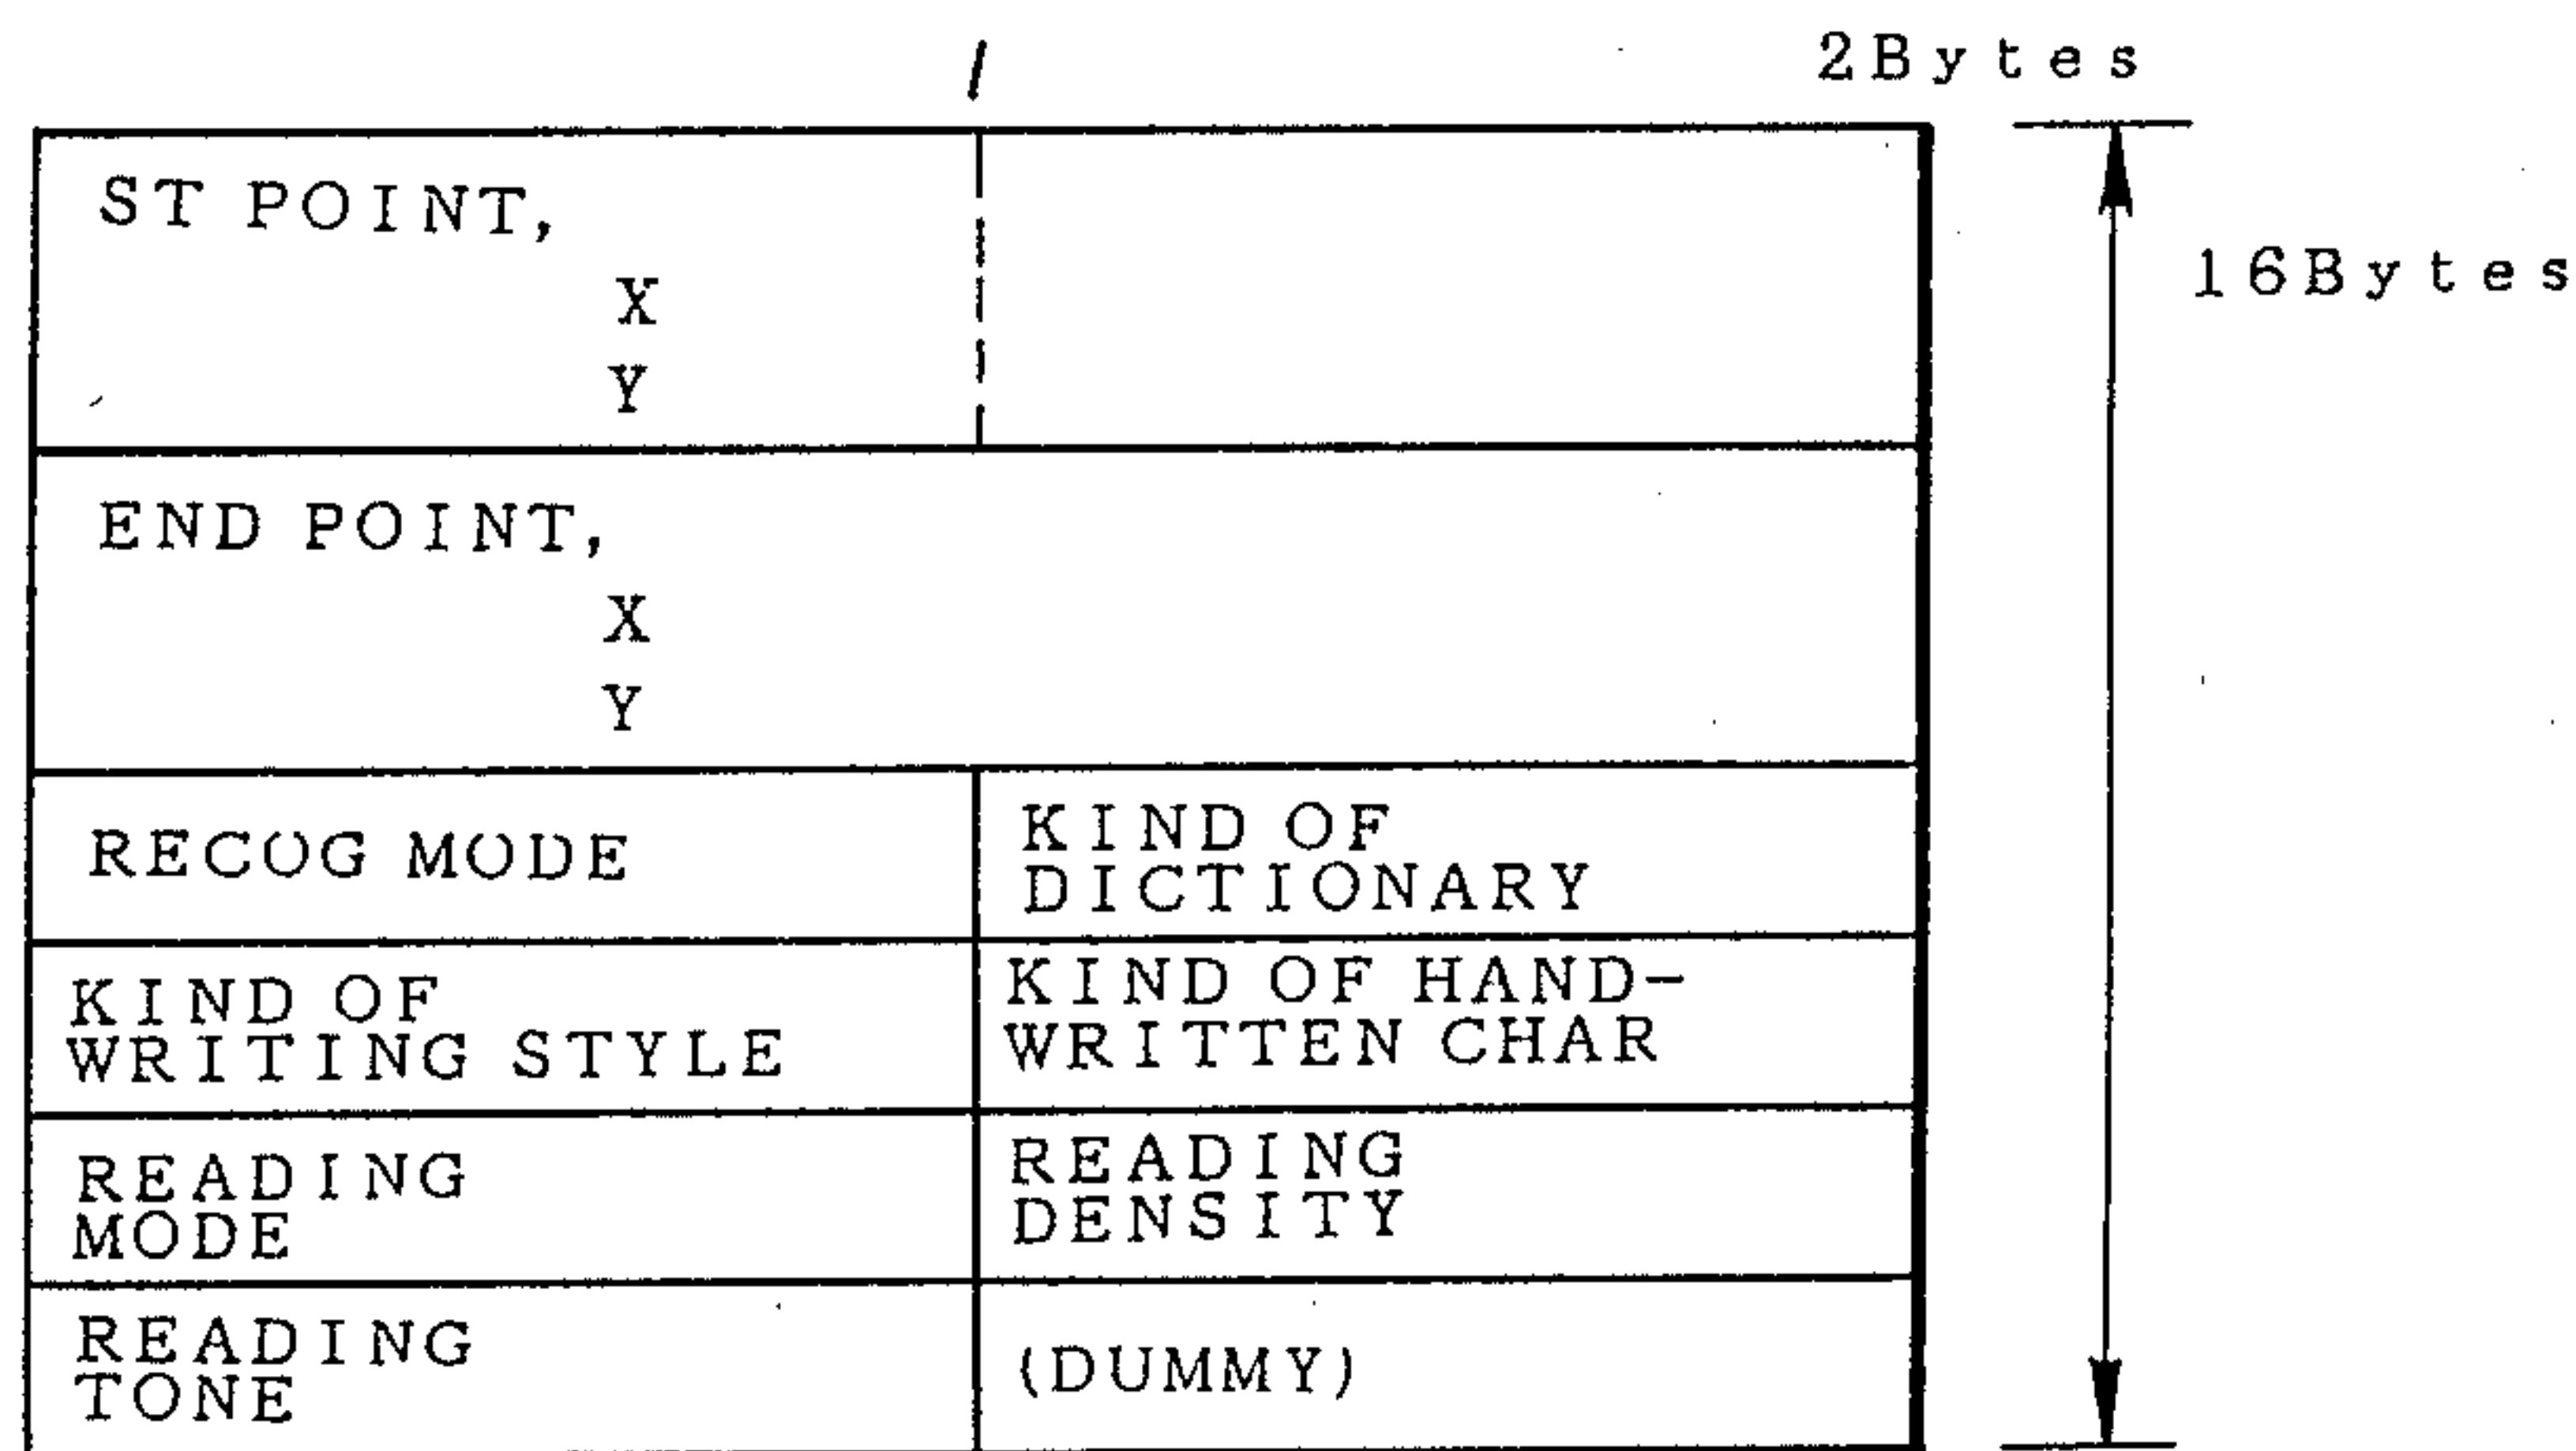 1
2Bytes
ST POINT,
X
Y
16Bytes
END POINT,
X
Y
RECOG MODE
KIND OF
DICTIONARY
KIND OF
WRITING STYLE
KIND OF HAND-
WRITTEN CHAR
READING
MODE
READING
DENSITY
READING
TONE
(DUMMY)